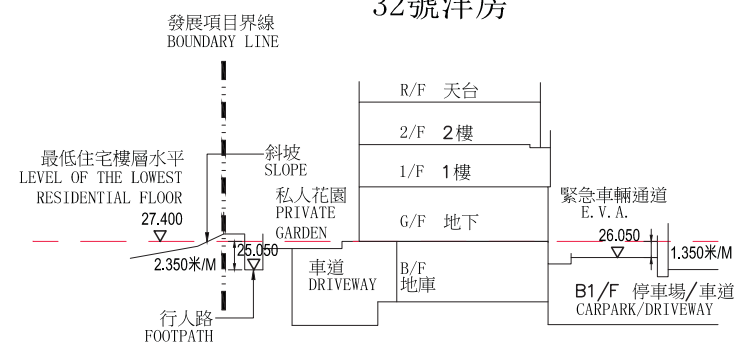 32號洋房
發展項目界線
BOUNDARY LINE
R/F 天台
2/F 2樓
1/F 1樓
G/F 地下
最低住宅樓層水平
LEVEL OF THE LOWEST
RESIDENTIAL FLOOR
27.400
斜坡
SLOPE
私人花園
PRIVATE
GARDEN
緊急車輛通道
E.V.A.
26.050
1.350米/M
25.050
2.350米/M
車道
DRIVEWAY
B/F
地庫
B1/F 停車場/車道
CARPARK/DRIVEWAY
行人路
FOOTPATH